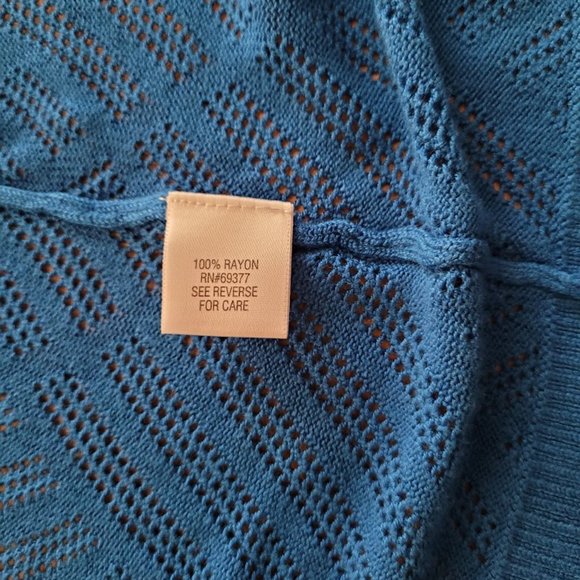 100% RAYON
RN#69377
SEE REVERSE
FOR CARE